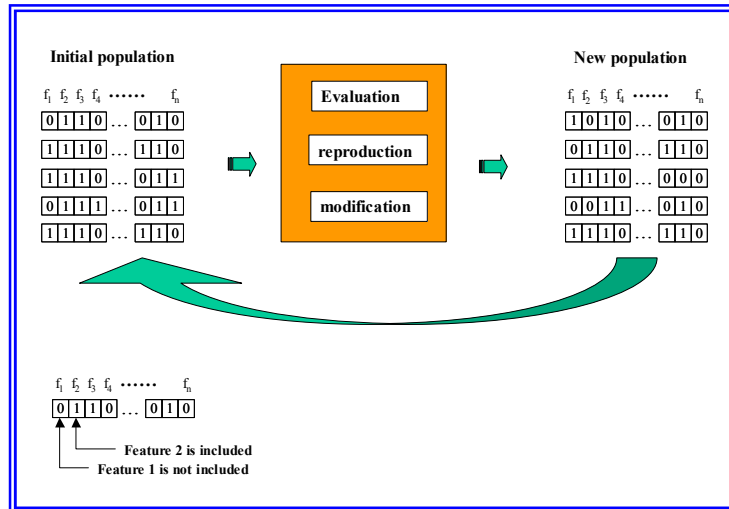 Initial population
f1 f2 f3 f4 •••••• fn
0 1 1 0 ... 0 1 0
1 1 1 0 ... 1 1 0
1 1 1 0 ... 0 1 1
0 1 1 1 ... 0 1 1
1 1 1 0 ... 1 1 0
Evaluation
reproduction
modification
New population
f1 f2 f3 f4 •••••• fn
1 0 1 0 ... 0 1 0
0 1 1 0 ... 1 1 0
1 1 1 0 ... 0 0 0
0 0 1 1 ... 0 1 0
1 1 1 0 ... 1 1 0
f1 f2 f3 f4 •••••• fn
0 1 1 0 ... 0 1 0
Feature 2 is included
Feature 1 is not included